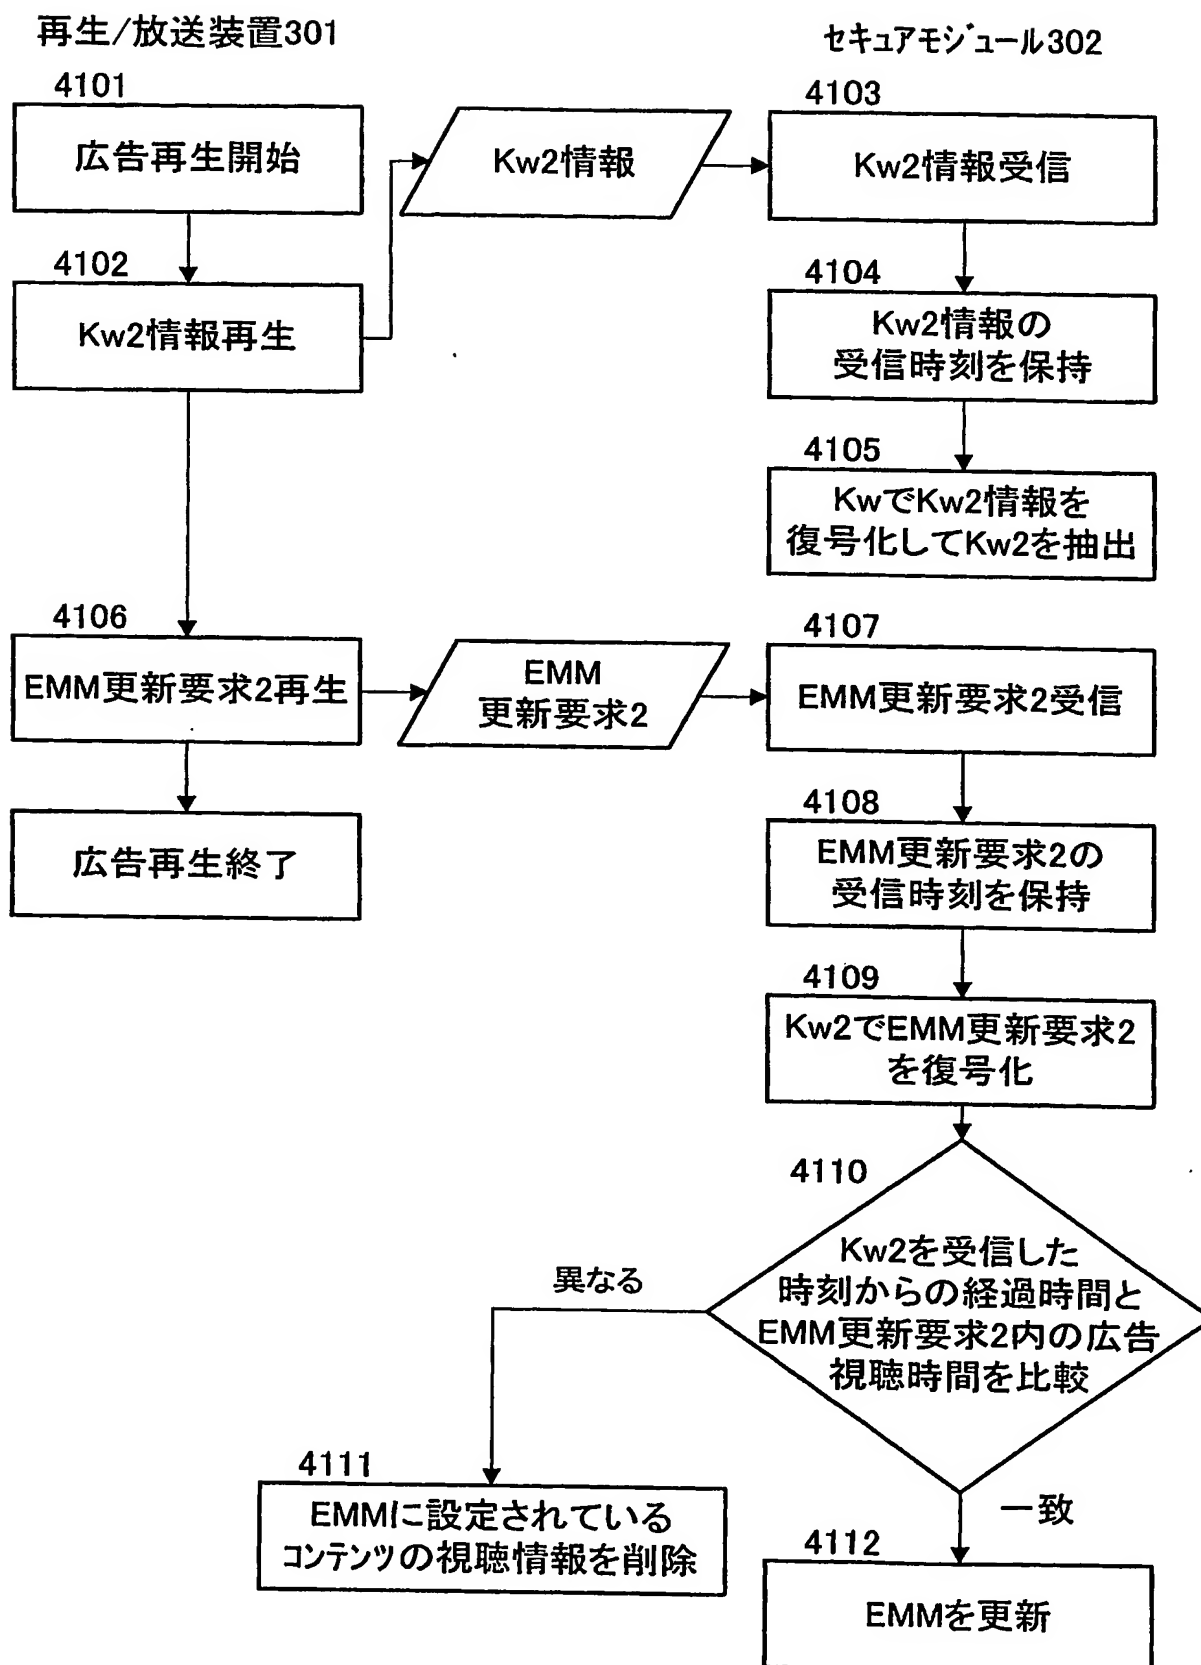 再生/放送装置301
セキュアモジュール302
4101
広告再生開始
Kw2情報
4103
Kw2情報受信
4102
Kw2情報再生
4104
Kw2情報の
受信時刻を保持
4105
KwでKw2情報を
復号化してKw2を抽出
4106
EMM更新要求2再生
EMM
更新要求2
4107
EMM更新要求2受信
広告再生終了
4108
EMM更新要求2の
受信時刻を保持
4109
Kw2でEMM更新要求2
を復号化
4110
Kw2を受信した
時刻からの経過時間と
EMM更新要求2内の広告
視聴時間を比較
異なる
4111
EMMに設定されている
コンテンツの視聴情報を削除
一致
4112
EMMを更新